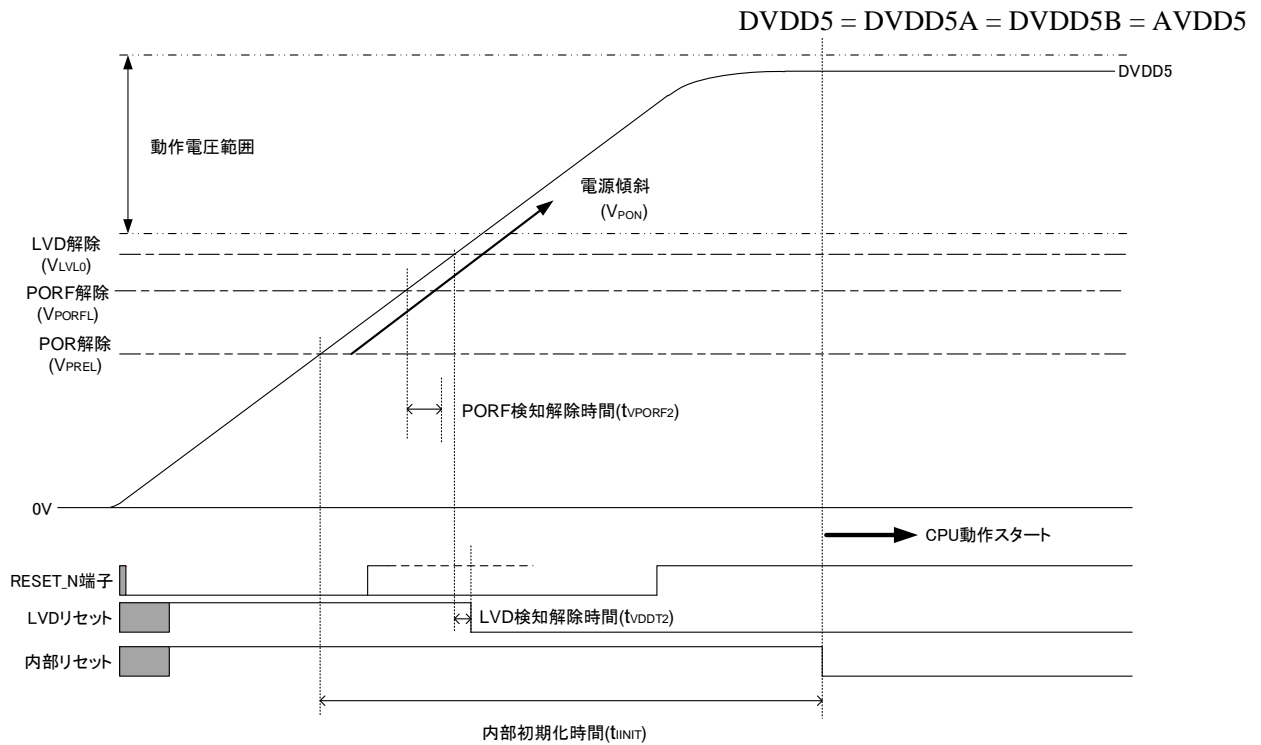 DVDD5 = DVDD5A = DVDD5B = AVDD5
DVDD5
動作電圧範囲
電源傾斜
(VPON)
LVD解除
(VLVL0)
PORF解除
(VPORFL)
POR解除
(VPREL)
PORF検知解除時間(tVPORF2)
0V
CPU動作スタート
RESET_N端子
LVDリセット
LVD検知解除時間(tVDDT2)
内部リセット
内部初期化時間(tIINIT)